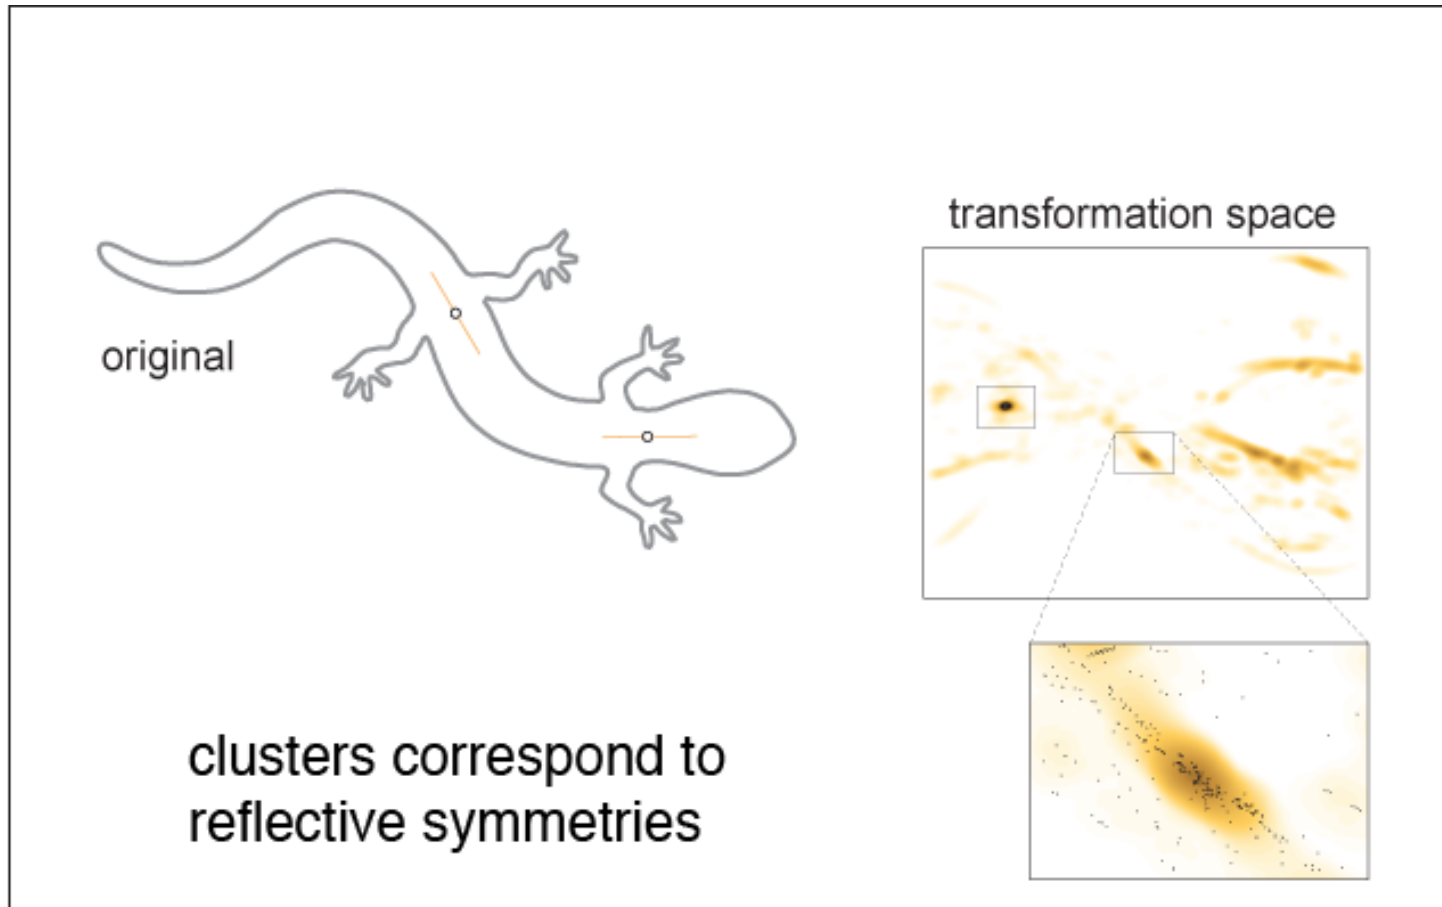 transformation space
original
clusters correspond to
reflective symmetries